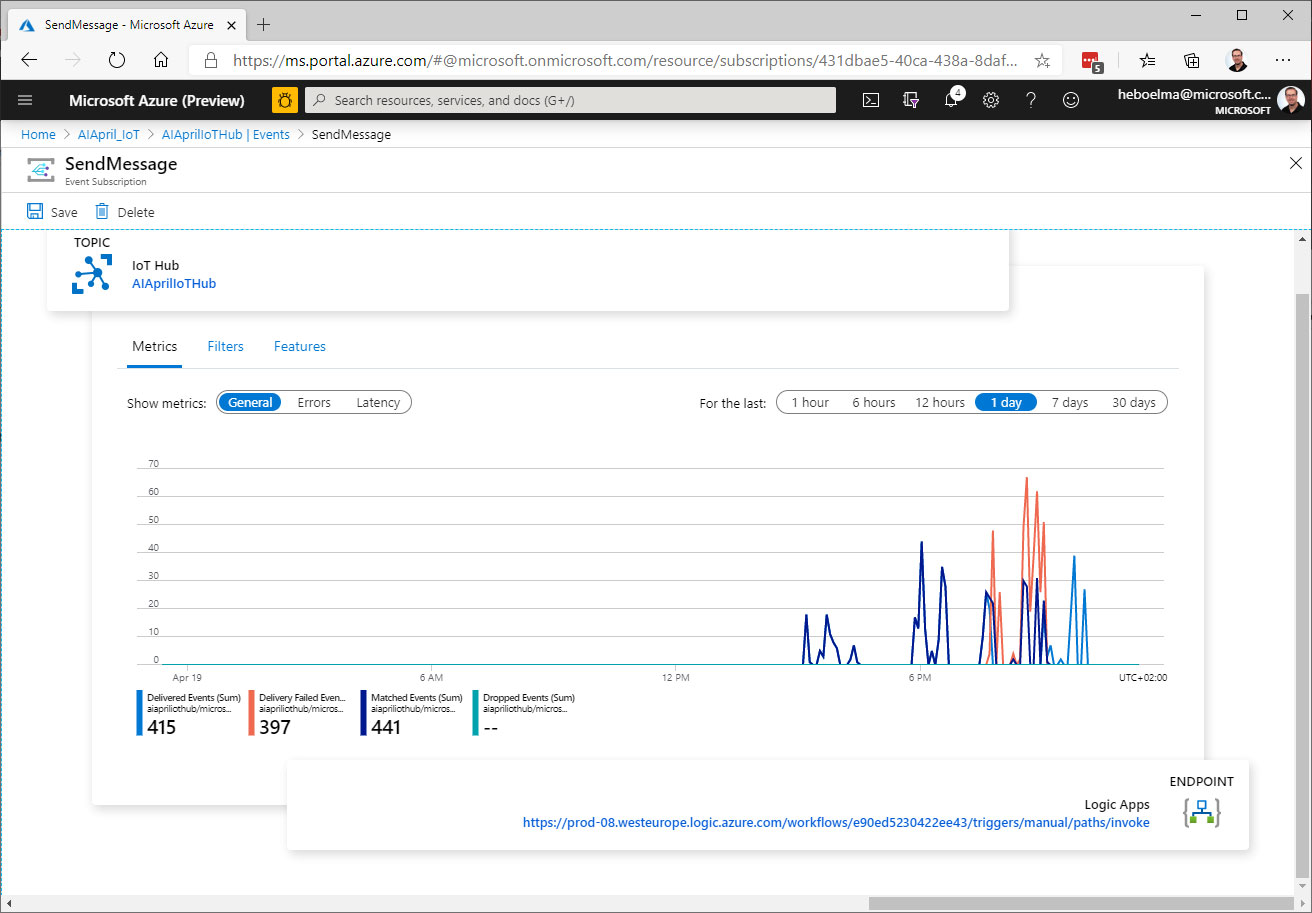 SendMessage - Microsoft Azure
https://ms.portal.azure.com/#@microsoft.onmicrosoft.com/resource/subscriptions/431dbae5-40ca-438a-8daf...
5
Microsoft Azure (Preview)
Search resources, services, and docs (G+/)
4
heboelma@microsoft.c...
MICROSOFT
Home > AIApril_IoT > AIAprilIoTHub | Events > SendMessage
SendMessage
Event Subscription
Save Delete
TOPIC
IoT Hub
AIAprilIoTHub
Metrics Filters Features
Show metrics: General Errors Latency For the last: 1 hour 6 hours 12 hours 1 day 7 days 30 days
70
60
50
40
30
20
10
0
Apr 19 6 AM 12 PM 6 PM UTC+02:00
Delivered Events (Sum) Delivery Failed Even... Matched Events (Sum) Dropped Events (Sum)
aiapriliothub/micros... aiapriliothub/micros... aiapriliothub/micros... aiapriliothub/micros...
415 397 441 --
ENDPOINT
Logic Apps
https://prod-08.westeurope.logic.azure.com/workflows/e90ed5230422ee43/triggers/manual/paths/invoke